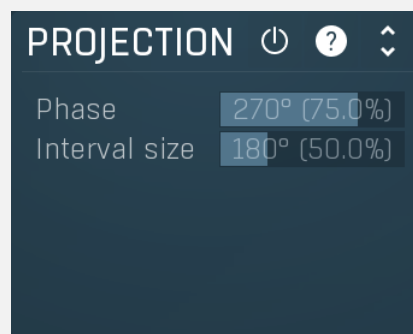 PROJECTION ?
Phase 270° (75.0%)
Interval size 180° (50.0%)